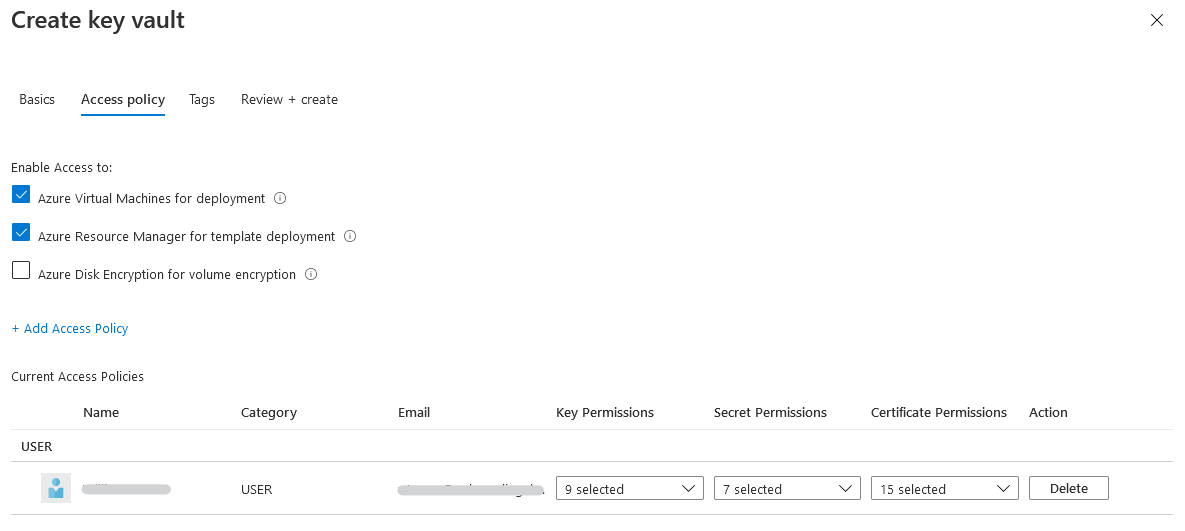 Create key vault
Basics Access policy Tags Review + create
Enable Access to:
Azure Virtual Machines for deployment
Azure Resource Manager for template deployment
Azure Disk Encryption for volume encryption
+ Add Access Policy
Current Access Policies
Name Category Email Key Permissions Secret Permissions Certificate Permissions Action
USER
USER 9 selected 7 selected 15 selected Delete